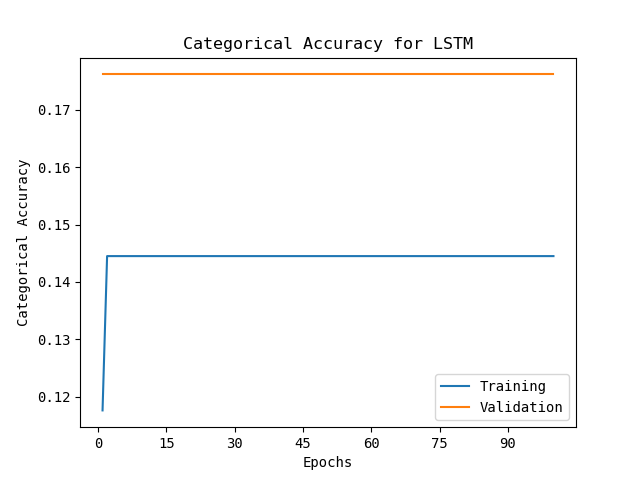 Categorical Accuracy for LSTM
Categorical Accuracy
0.17
0.16
0.15
0.14
0.13
0.12
Training
Validation
0 15 30 45 60 75 90
Epochs